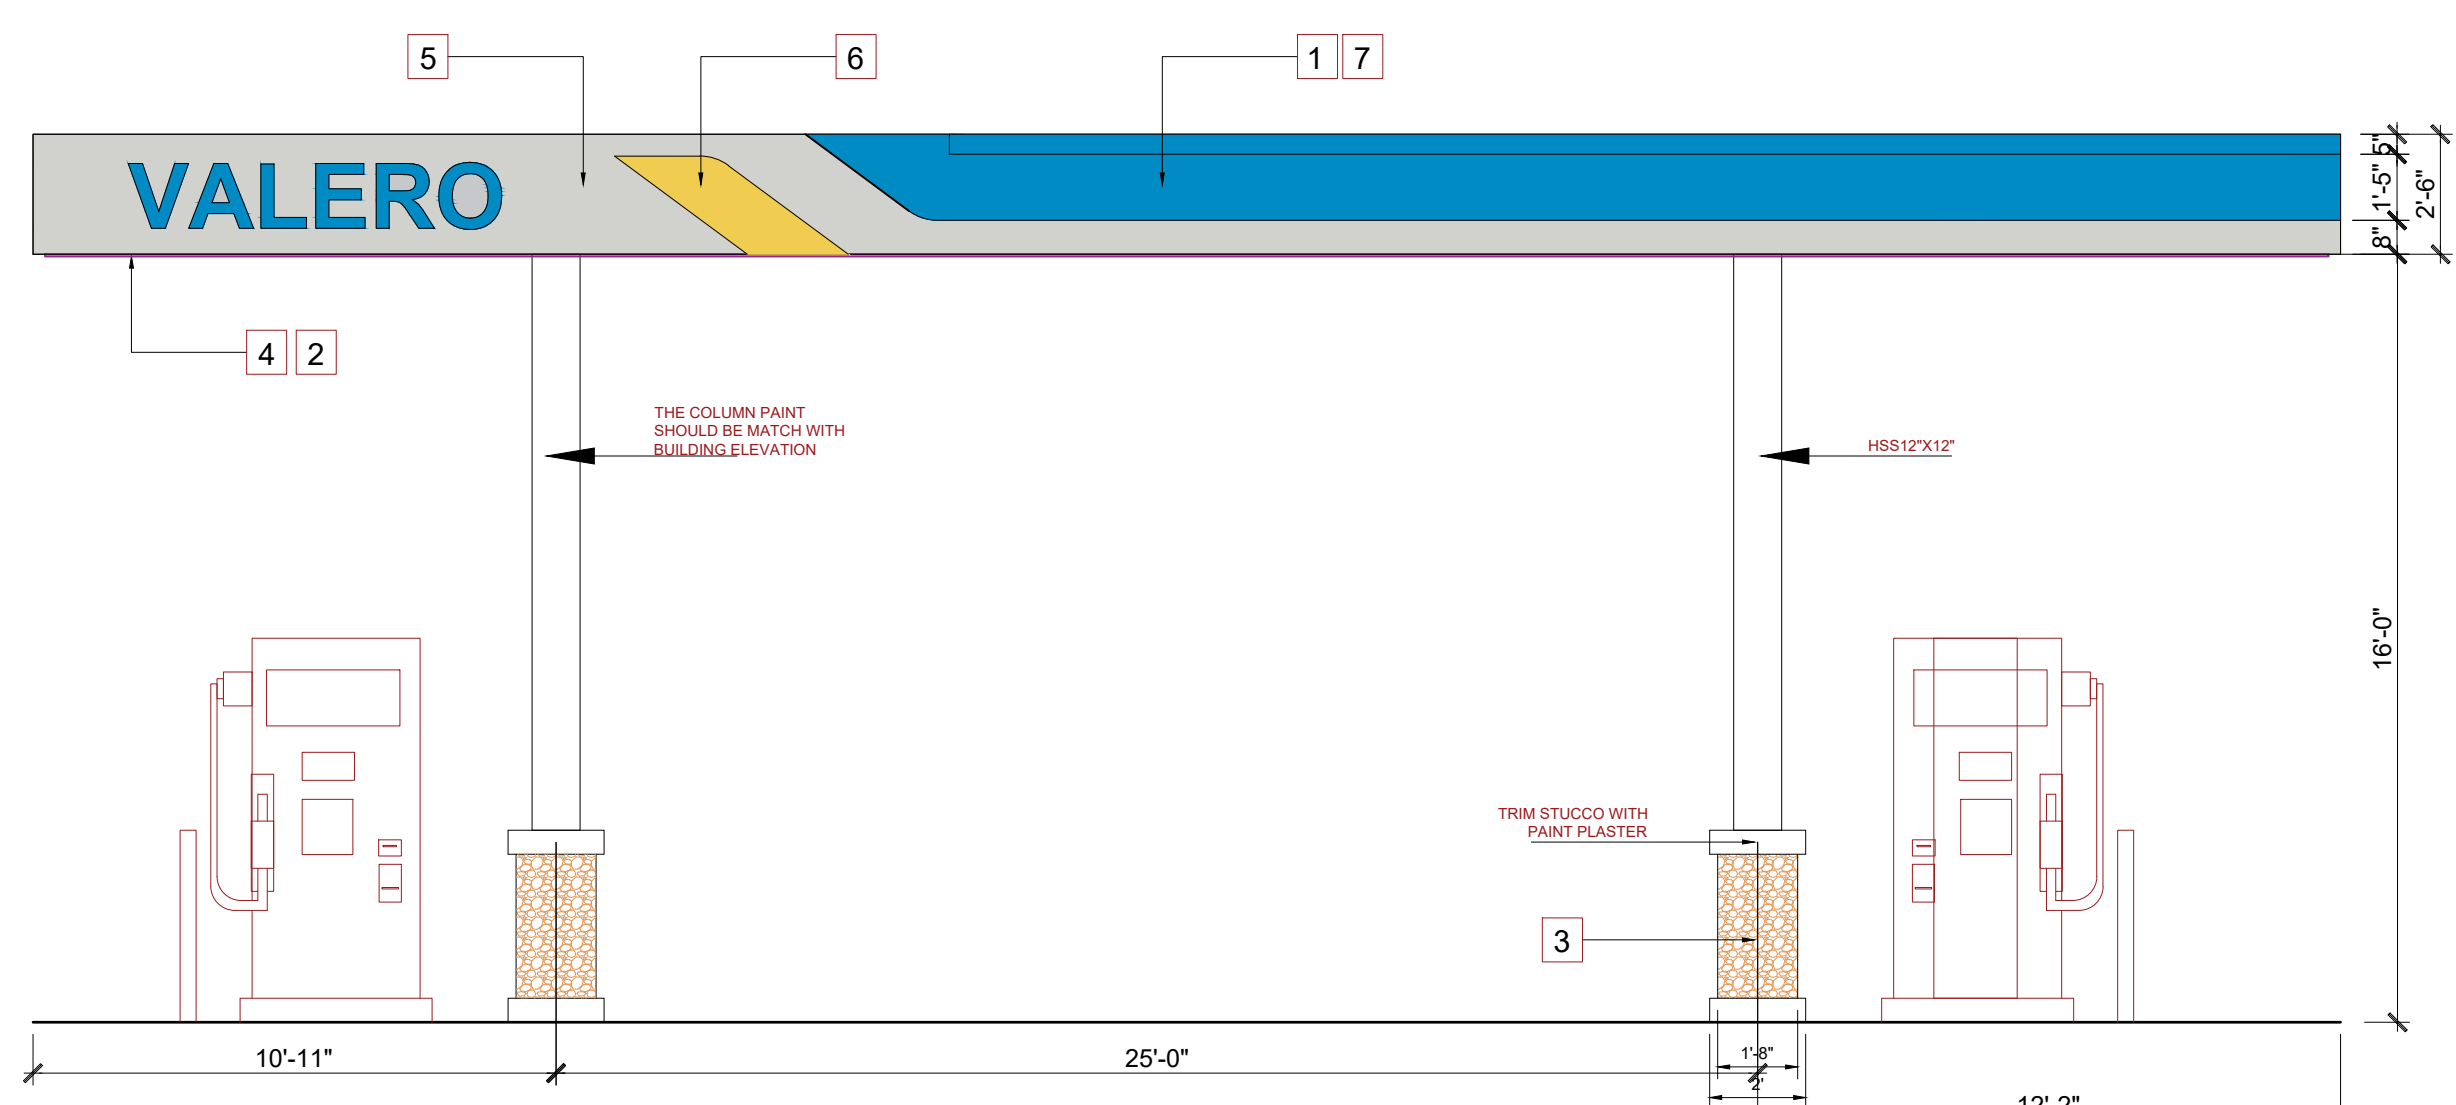 5
6
1 7
VALERO
5"
1'-5"
2'-6"
8"
4 2
THE COLUMN PAINT
SHOULD BE MATCH WITH
BUILDING ELEVATION
HSS12"X12"
16'-0"
TRIM STUCCO WITH
PAINT PLASTER
3
10'-11"
25'-0"
1'-8"
2'
12'-2"